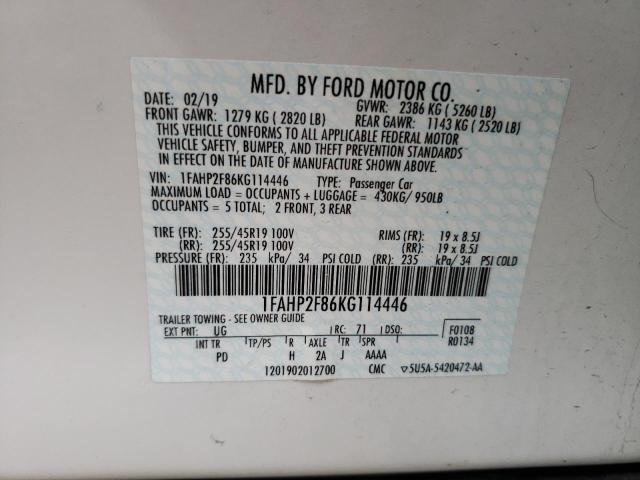 MFD. BY FORD MOTOR CO.
DATE: 02/19 GVWR: 2386 KG ( 5260 LB)
FRONT GAWR: 1279 KG ( 2820 LB) REAR GAWR: 1143 KG ( 2520 LB)
THIS VEHICLE CONFORMS TO ALL APPLICABLE FEDERAL MOTOR
VEHICLE SAFETY, BUMPER, AND THEFT PREVENTION STANDARDS
IN EFFECT ON THE DATE OF MANUFACTURE SHOWN ABOVE.
VIN: 1FAHP2F86KG114446 TYPE: Passenger Car
MAXIMUM LOAD = OCCUPANTS + LUGGAGE = 430KG/ 950LB
OCCUPANTS = 5 TOTAL; 2 FRONT, 3 REAR
TIRE (FR): 255/45R19 100V RIMS (FR): 19 x 8.5J
(RR): 255/45R19 100V (RR): 19 x 8.5J
PRESSURE (FR): 235 kPa/ 34 PSI COLD (RR): 235 kPa/ 34 PSI COLD
1FAHP2F86KG114446
TRAILER TOWING - SEE OWNER GUIDE
EXT PNT: UG RC: 71 DSO: F0108
INT TR TP/PS R AXLE TR SPR R0134
PD H 2A J AAAA
1201902012700 CMC ▽5U5A-5420472-AA